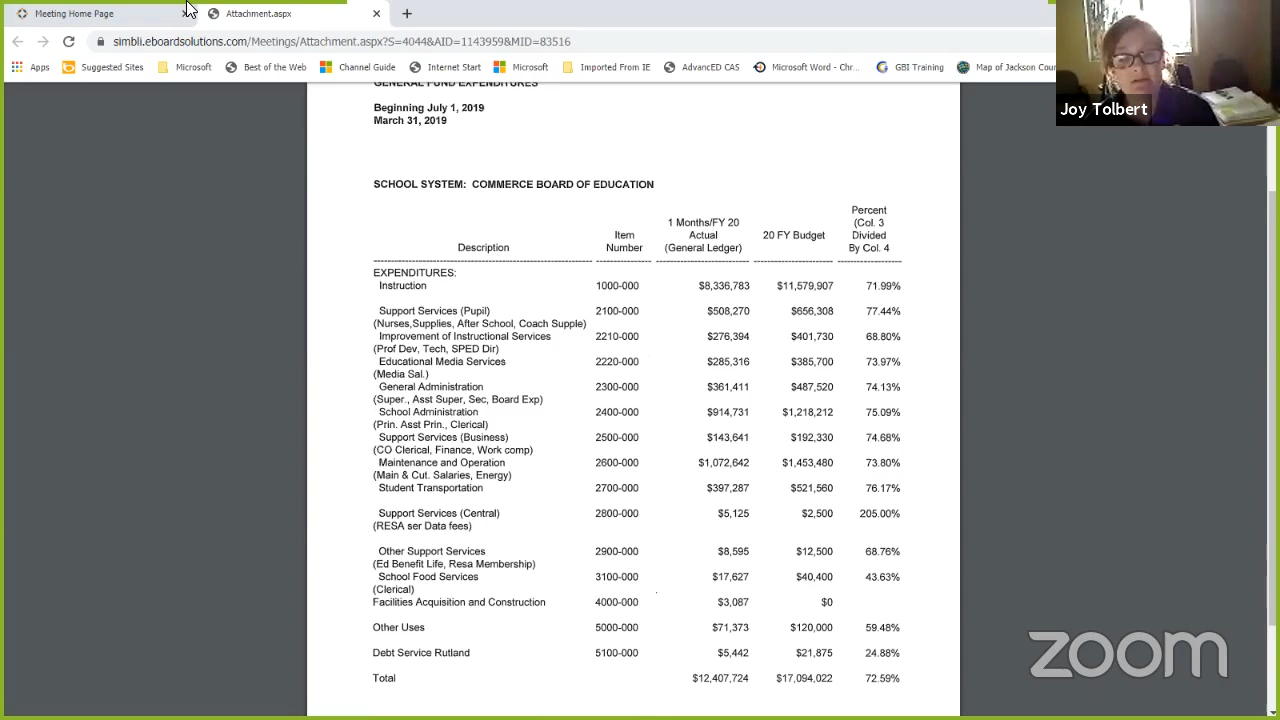 Meeting Home Page
Attachment.aspx
simbli.eboardsolutions.com/Meetings/Attachment.aspx?S=4044&AID=1143959&MID=83516
Apps Suggested Sites Microsoft Best of the Web Channel Guide Internet Start Microsoft Imported From IE AdvancED CAS Microsoft Word - Chr... GBI Training Map of Jackson Cou
Joy Tolbert
GENERAL FUND EXPENDITURES
Beginning July 1, 2019
March 31, 2019
SCHOOL SYSTEM: COMMERCE BOARD OF EDUCATION
Percent
1 Months/FY 20 (Col. 3
Item Actual 20 FY Budget Divided
Description Number (General Ledger) By Col. 4
EXPENDITURES:
Instruction 1000-000 $8,336,783 $11,579,907 71.99%
Support Services (Pupil) 2100-000 $508,270 $656,308 77.44%
(Nurses,Supplies, After School, Coach Supple)
Improvement of Instructional Services 2210-000 $276,394 $401,730 68.80%
(Prof Dev, Tech, SPED Dir)
Educational Media Services 2220-000 $285,316 $385,700 73.97%
(Media Sal.)
General Administration 2300-000 $361,411 $487,520 74.13%
(Super., Asst Super, Sec, Board Exp)
School Administration 2400-000 $914,731 $1,218,212 75.09%
(Prin. Asst Prin., Clerical)
Support Services (Business) 2500-000 $143,641 $192,330 74.68%
(CO Clerical, Finance, Work comp)
Maintenance and Operation 2600-000 $1,072,642 $1,453,480 73.80%
(Main & Cut. Salaries, Energy)
Student Transportation 2700-000 $397,287 $521,560 76.17%
Support Services (Central) 2800-000 $5,125 $2,500 205.00%
(RESA ser Data fees)
Other Support Services 2900-000 $8,595 $12,500 68.76%
(Ed Benefit Life, Resa Membership)
School Food Services 3100-000 $17,627 $40,400 43.63%
(Clerical)
Facilities Acquisition and Construction 4000-000 $3,087 $0
Other Uses 5000-000 $71,373 $120,000 59.48%
Debt Service Rutland 5100-000 $5,442 $21,875 24.88%
Total $12,407,724 $17,094,022 72.59%
zoom